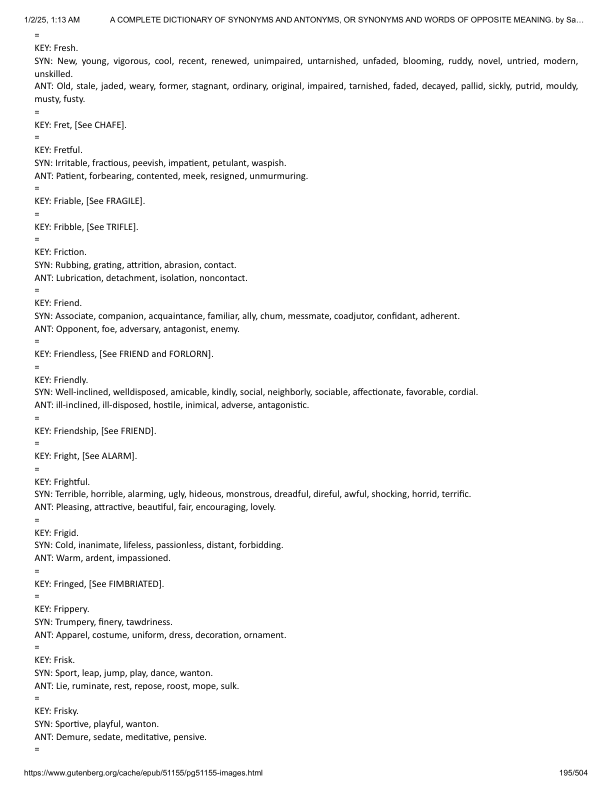 1/2/25, 1:13 AM A COMPLETE DICTIONARY OF SYNONYMS AND ANTONYMS, OR SYNONYMS AND WORDS OF OPPOSITE MEANING. by Sa…
=
KEY: Fresh.
SYN: New, young, vigorous, cool, recent, renewed, unimpaired, untarnished, unfaded, blooming, ruddy, novel, untried, modern,
unskilled.
ANT: Old, stale, jaded, weary, former, stagnant, ordinary, original, impaired, tarnished, faded, decayed, pallid, sickly, putrid, mouldy,
musty, fusty.
=
KEY: Fret, [See CHAFE].
=
KEY: Fretful.
SYN: Irritable, fractious, peevish, impatient, petulant, waspish.
ANT: Patient, forbearing, contented, meek, resigned, unmurmuring.
=
KEY: Friable, [See FRAGILE].
=
KEY: Fribble, [See TRIFLE].
=
KEY: Friction.
SYN: Rubbing, grating, attrition, abrasion, contact.
ANT: Lubrication, detachment, isolation, noncontact.
=
KEY: Friend.
SYN: Associate, companion, acquaintance, familiar, ally, chum, messmate, coadjutor, confidant, adherent.
ANT: Opponent, foe, adversary, antagonist, enemy.
=
KEY: Friendless, [See FRIEND and FORLORN].
=
KEY: Friendly.
SYN: Well-inclined, welldisposed, amicable, kindly, social, neighborly, sociable, affectionate, favorable, cordial.
ANT: ill-inclined, ill-disposed, hostile, inimical, adverse, antagonistic.
=
KEY: Friendship, [See FRIEND].
=
KEY: Fright, [See ALARM].
=
KEY: Frightful.
SYN: Terrible, horrible, alarming, ugly, hideous, monstrous, dreadful, direful, awful, shocking, horrid, terrific.
ANT: Pleasing, attractive, beautiful, fair, encouraging, lovely.
=
KEY: Frigid.
SYN: Cold, inanimate, lifeless, passionless, distant, forbidding.
ANT: Warm, ardent, impassioned.
=
KEY: Fringed, [See FIMBRIATED].
=
KEY: Frippery.
SYN: Trumpery, finery, tawdriness.
ANT: Apparel, costume, uniform, dress, decoration, ornament.
=
KEY: Frisk.
SYN: Sport, leap, jump, play, dance, wanton.
ANT: Lie, ruminate, rest, repose, roost, mope, sulk.
=
KEY: Frisky.
SYN: Sportive, playful, wanton.
ANT: Demure, sedate, meditative, pensive.
=
https://www.gutenberg.org/cache/epub/51155/pg51155-images.html 195/504